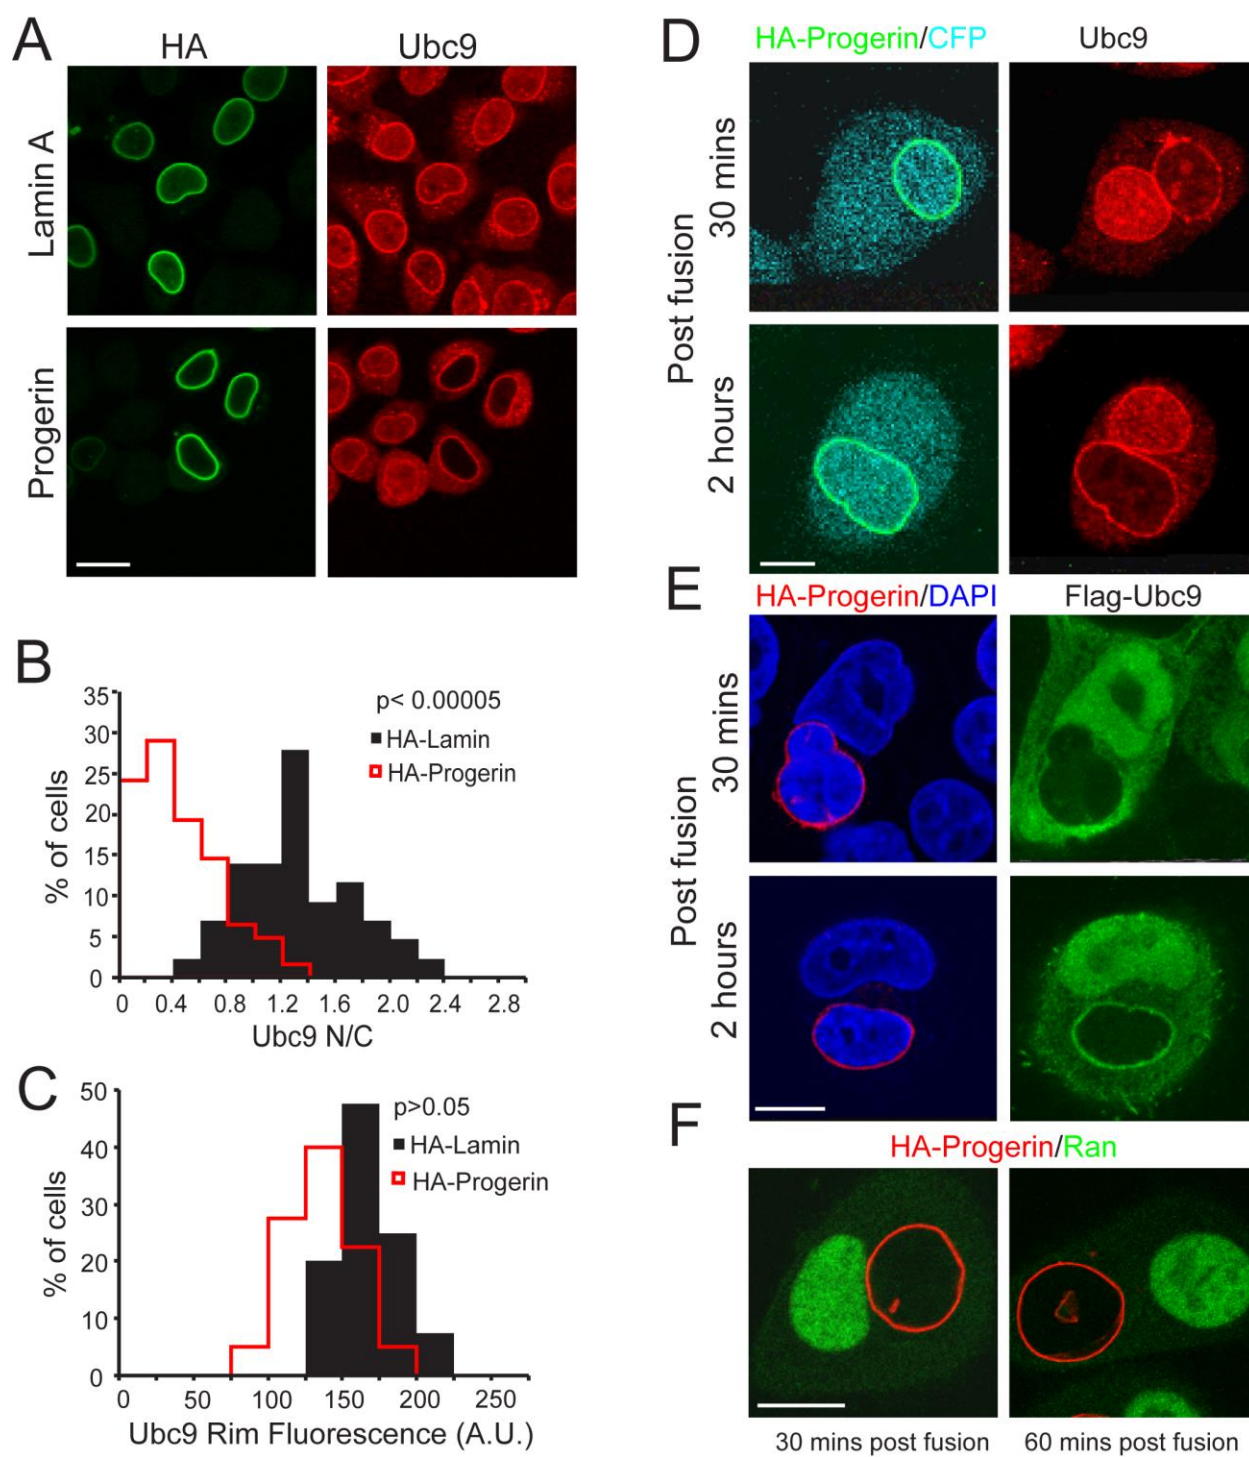 A
HA
Ubc9
Lamin A
Progerin
B
35
30
25
20
15
10
5
0
% of cells
p< 0.00005
HA-Lamin
HA-Progerin
0 0.4 0.8 1.2 1.6 2.0 2.4 2.8
Ubc9 N/C
C
50
40
30
20
10
0
% of cells
p>0.05
HA-Lamin
HA-Progerin
0 50 100 150 200 250
Ubc9 Rim Fluorescence (A.U.)
D
HA-Progerin/CFP
Ubc9
Post fusion
30 mins
2 hours
E
HA-Progerin/DAPI
Flag-Ubc9
Post fusion
30 mins
2 hours
F
HA-Progerin/Ran
30 mins post fusion
60 mins post fusion